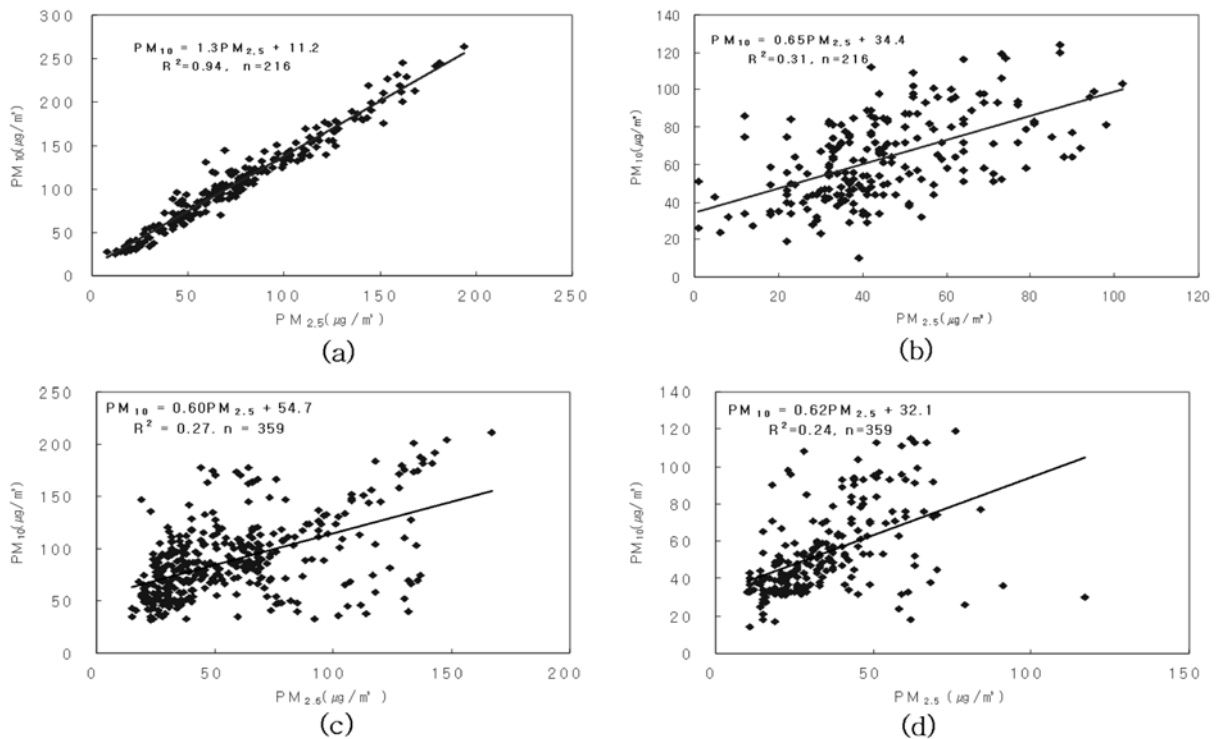 300
250
200
150
100
50
0
PM₁₀(μg/㎥)
PM₁₀ = 1.3PM₂.₅ + 11.2
R²=0.94, n=216
0 50 100 150 200 250
PM₂.₅(μg/㎥)
(a)
140
120
100
80
60
40
20
0
PM₁₀(μg/㎥)
PM₁₀ = 0.65PM₂.₅ + 34.4
R²=0.31, n=216
0 20 40 60 80 100 120
PM₂.₅(μg/㎥)
(b)
250
200
150
100
50
0
PM₁₀(μg/㎥)
PM₁₀ = 0.60PM₂.₅ + 54.7
R² = 0.27. n = 359
0 50 100 150 200
PM₂.₆(μg/㎥)
(c)
140
120
100
80
60
40
20
0
PM₁₀(μg/㎥)
PM₁₀ = 0.62PM₂.₅ + 32.1
R²=0.24, n=359
0 50 100 150
PM₂.₅(μg/㎥)
(d)